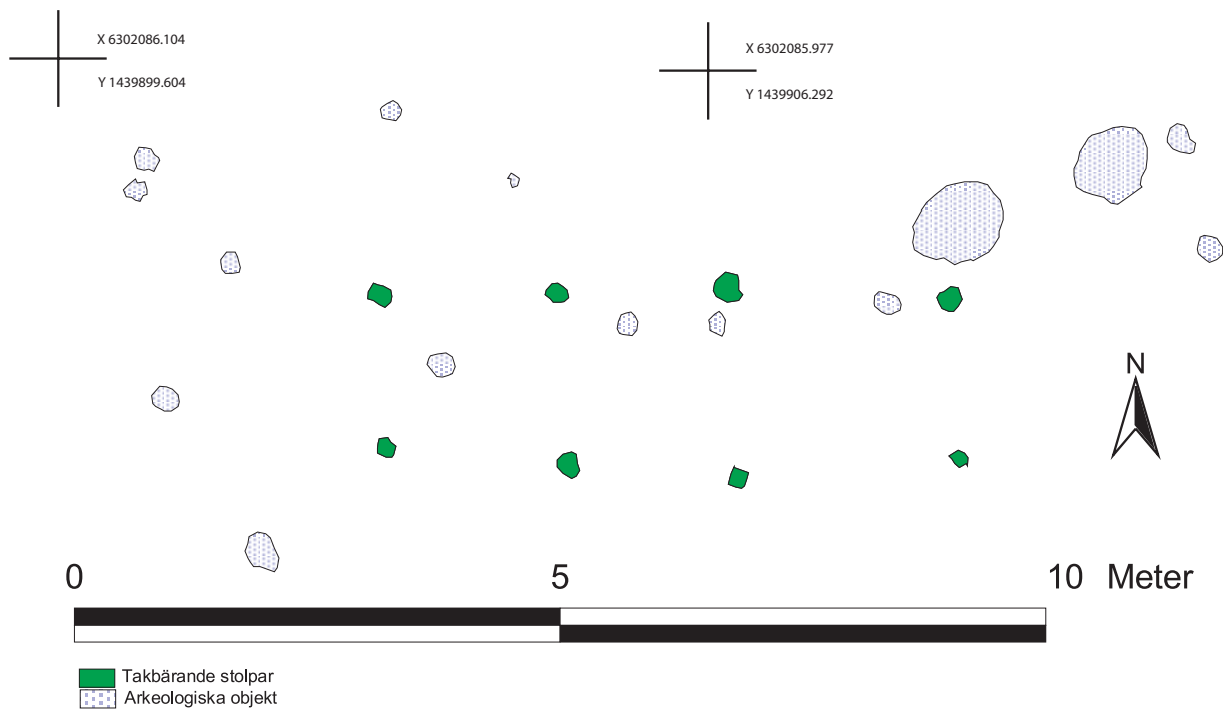 X 6302086.104
Y 1439899.604
X 6302085.977
Y 1439906.292
N
0 5 10 Meter
Takbärande stolpar
Arkeologiska objekt